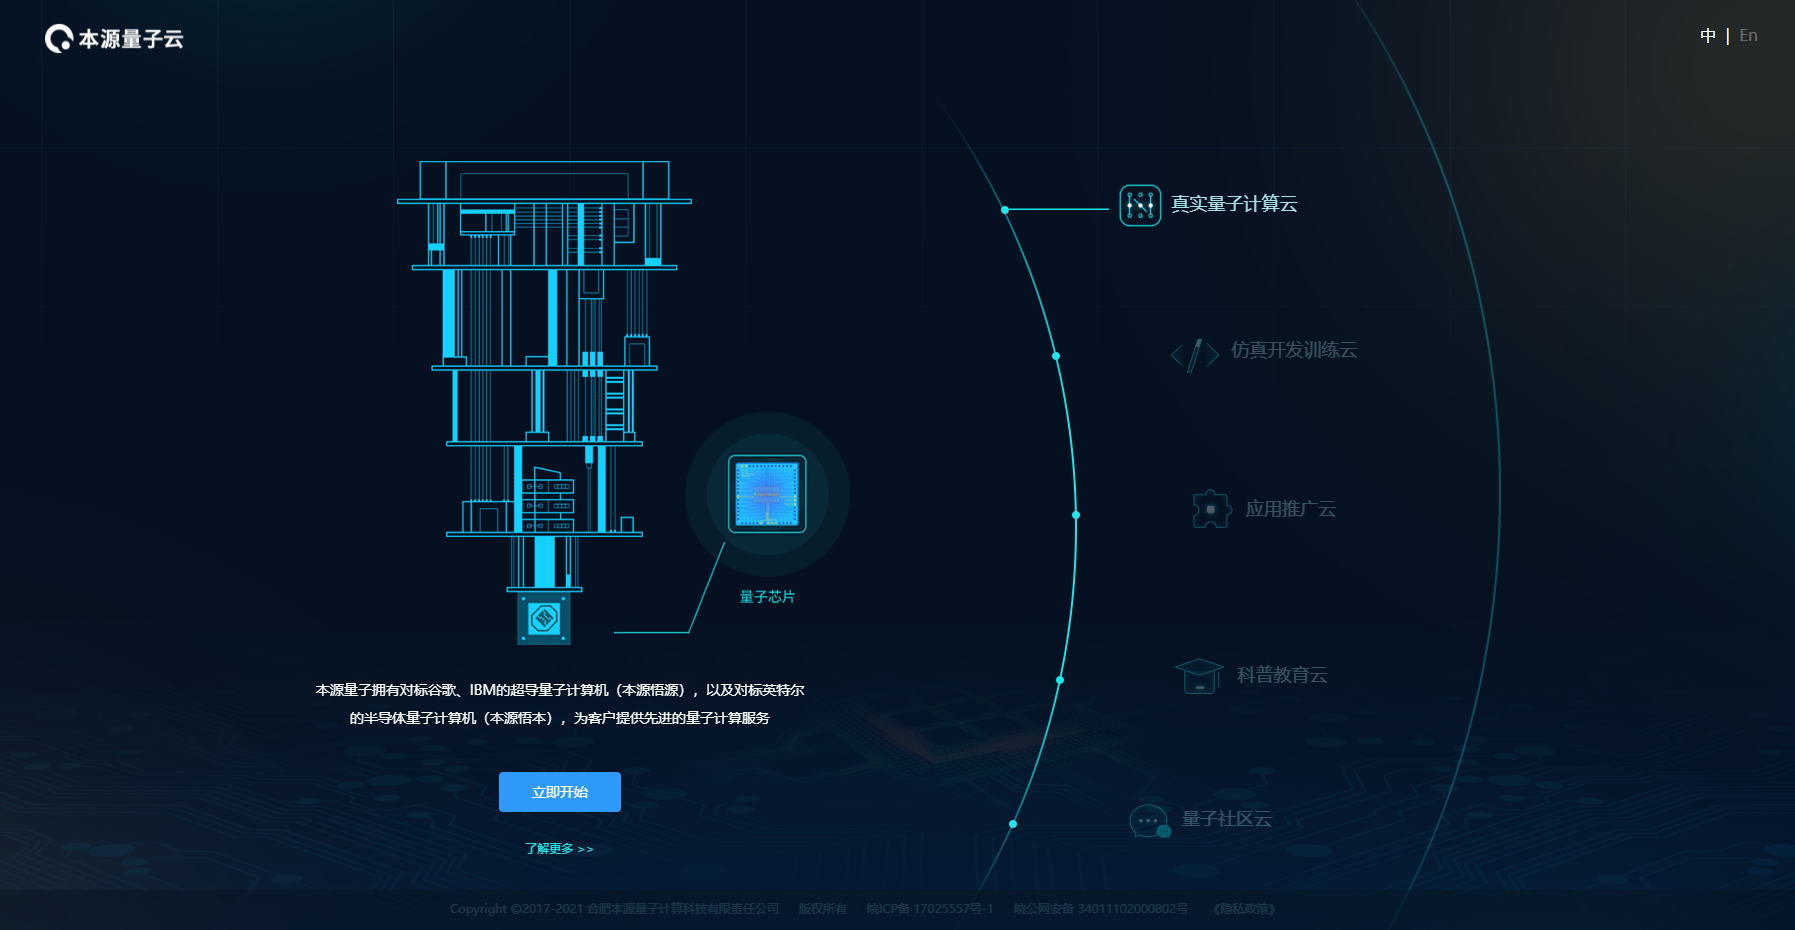 本源量子云
中 | En
真实量子计算云
仿真开发训练云
应用推广云
量子芯片
科普教育云
本源量子拥有对标谷歌、IBM的超导量子计算机（本源悟源），以及对标英特尔
的半导体量子计算机（本源悟本），为客户提供先进的量子计算服务
立即开始
量子社区云
了解更多 >>
Copyright ©2017-2021 合肥本源量子计算科技有限责任公司 版权所有 皖ICP备 17025557号-1 皖公网安备 34011102000802号 《隐私政策》